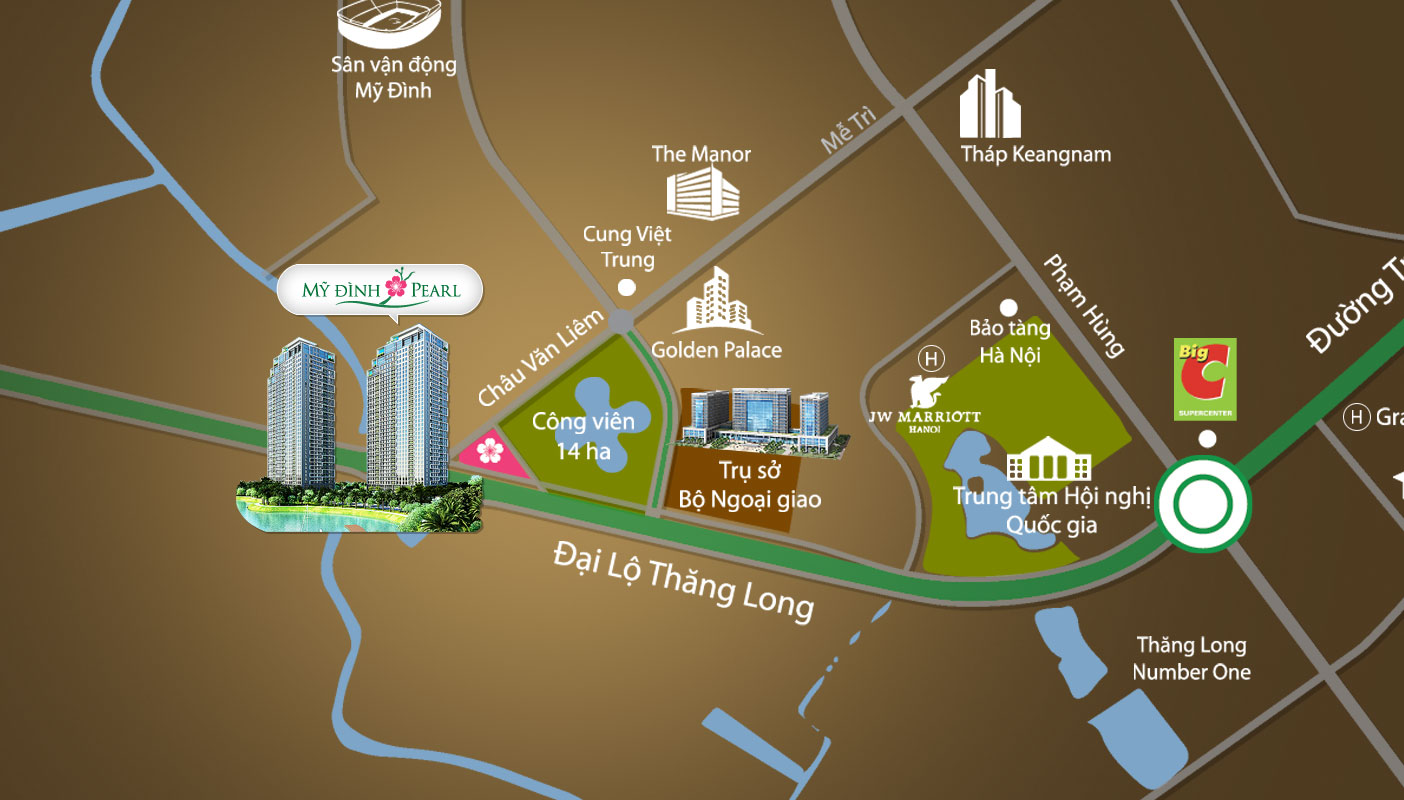 Sân vận động
Mỹ Đình
Mễ Trì
The Manor
Tháp Keangnam
Cung Việt
Trung
MỸ ĐÌNH PEARL
Châu Văn Liêm
Golden Palace
Phạm Hùng
Bảo tàng
Hà Nội
Đường
Big
C
SUPERCENTER
H
JW MARRIOTT
HANOI
H
Công viên
14 ha
Trụ sở
Bộ Ngoại giao
Trung tâm Hội nghị
Quốc gia
Đại Lộ Thăng Long
Thăng Long
Number One